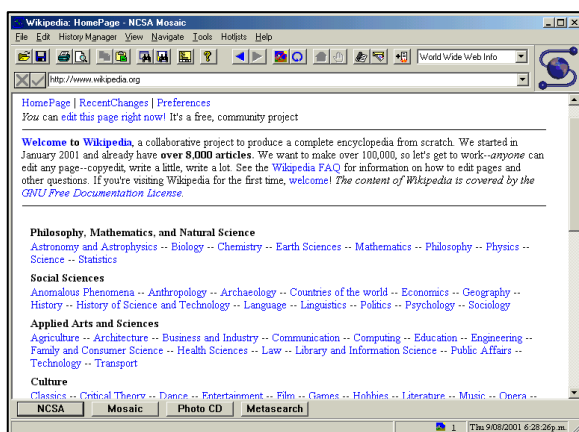 Wikipedia: HomePage - NCSA Mosaic
File Edit History Manager View Navigate Tools Hotlists Help
World Wide Web Info
http://www.wikipedia.org
HomePage | RecentChanges | Preferences
You can edit this page right now! It's a free, community project
Welcome to Wikipedia, a collaborative project to produce a complete encyclopedia from scratch. We started in
January 2001 and already have over 8,000 articles. We want to make over 100,000, so let's get to work--anyone can
edit any page--copyedit, write a little, write a lot. See the Wikipedia FAQ for information on how to edit pages and
other questions. If you're visiting Wikipedia for the first time, welcome! The content of Wikipedia is covered by the
GNU Free Documentation License.
Philosophy, Mathematics, and Natural Science
Astronomy and Astrophysics -- Biology -- Chemistry -- Earth Sciences -- Mathematics -- Philosophy -- Physics --
Science -- Statistics
Social Sciences
Anomalous Phenomena -- Anthropology -- Archaeology -- Countries of the world -- Economics -- Geography --
History -- History of Science and Technology -- Language -- Linguistics -- Politics -- Psychology -- Sociology
Applied Arts and Sciences
Agriculture -- Architecture -- Business and Industry -- Communication -- Computing -- Education -- Engineering --
Family and Consumer Science -- Health Sciences -- Law -- Library and Information Science -- Public Affairs --
Technology -- Transport
Culture
Classics -- Critical Theory -- Dance -- Entertainment -- Film -- Games -- Hobbies -- Literature -- Music -- Opera --
NCSA Mosaic Photo CD Metasearch
1 Thu 9/08/2001 6:28:26p.m.